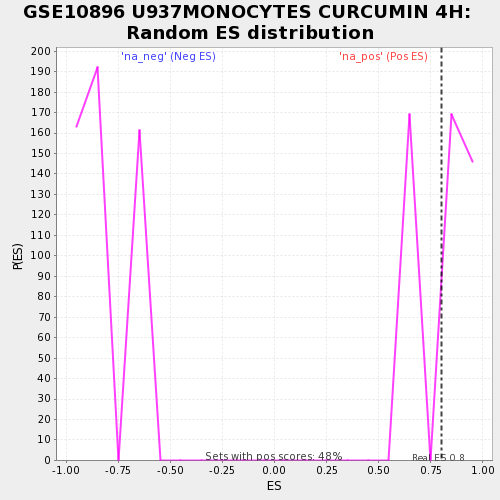 GSE10896 U937MONOCYTES CURCUMIN 4H:
Random ES distribution
'na_neg' (Neg ES)
'na_pos' (Pos ES)
200
190
180
170
160
150
140
130
120
110
100
90
80
70
60
50
40
30
20
10
0
P(ES)
Sets with pos scores: 48%
Real ES 0.8
-1.00 -0.75 -0.50 -0.25 0.00 0.25 0.50 0.75 1.00
ES